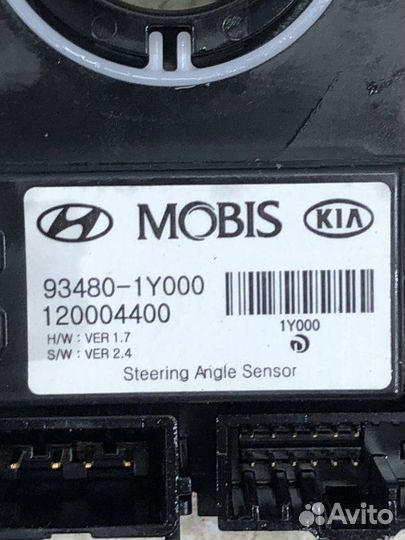 MOBIS KIA
93480-1Y000
120004400
H/W : VER 1.7
S/W : VER 2.4
1Y000
Steering Angle Sensor
Avito